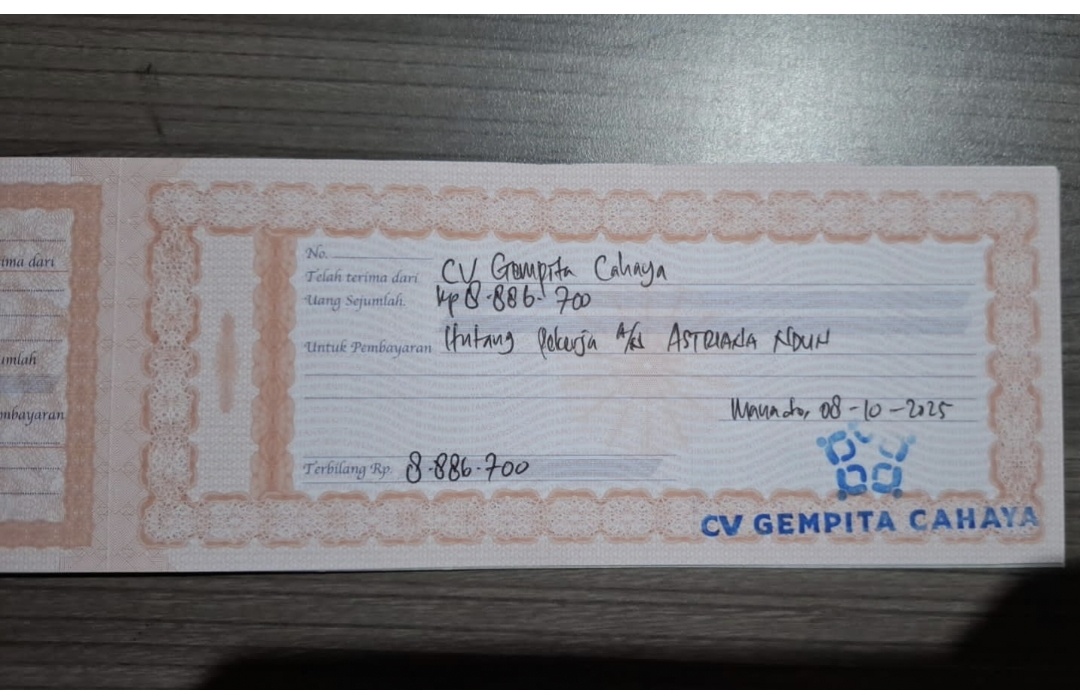 ima dari
umlah
mbayaran
No.
Telah terima dari CV Gempita Cahaya
Uang Sejumlah. Rp 8.886.700
Untuk Pembayaran Hutang Pekerja A/N ASTRIANA NDUN
Manado, 08-10-2025
Terbilang Rp. 8.886.700
CV GEMPITA CAHAYA